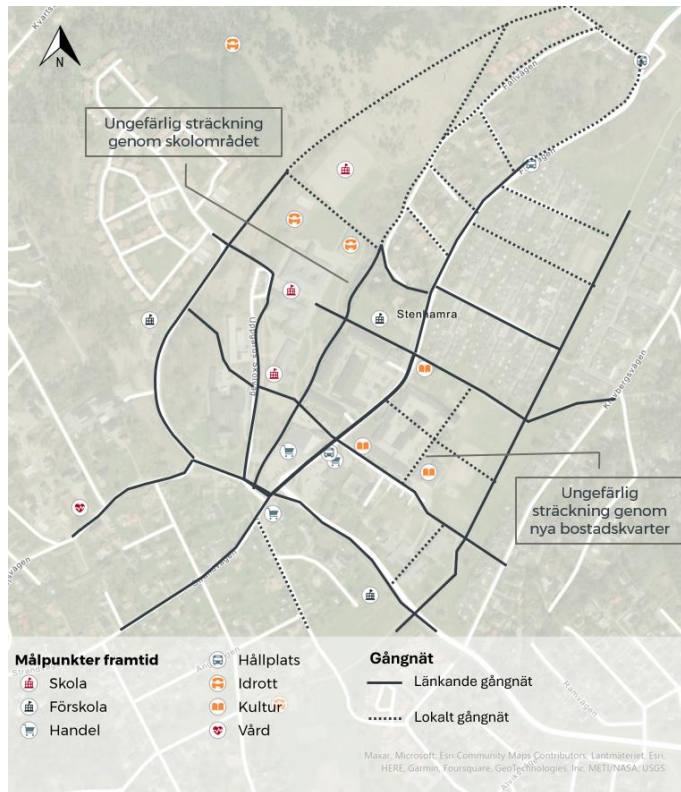 N
Ungefärlig sträckning
genom skolområdet
Stenhamra
Ungefärlig
sträckning genom
nya bostadskvarter
Målpunkter framtid
Skola
Förskola
Handel
Hållplats
Idrott
Kultur
Vård
Gångnät
Länkande gångnät
Lokalt gångnät
Maxar, Microsoft, Esri Community Maps Contributors, Lantmäteriet, Esri,
HERE, Garmin, Foursquare, GeoTechnologies, Inc, METI/NASA, USGS
Ramvägen